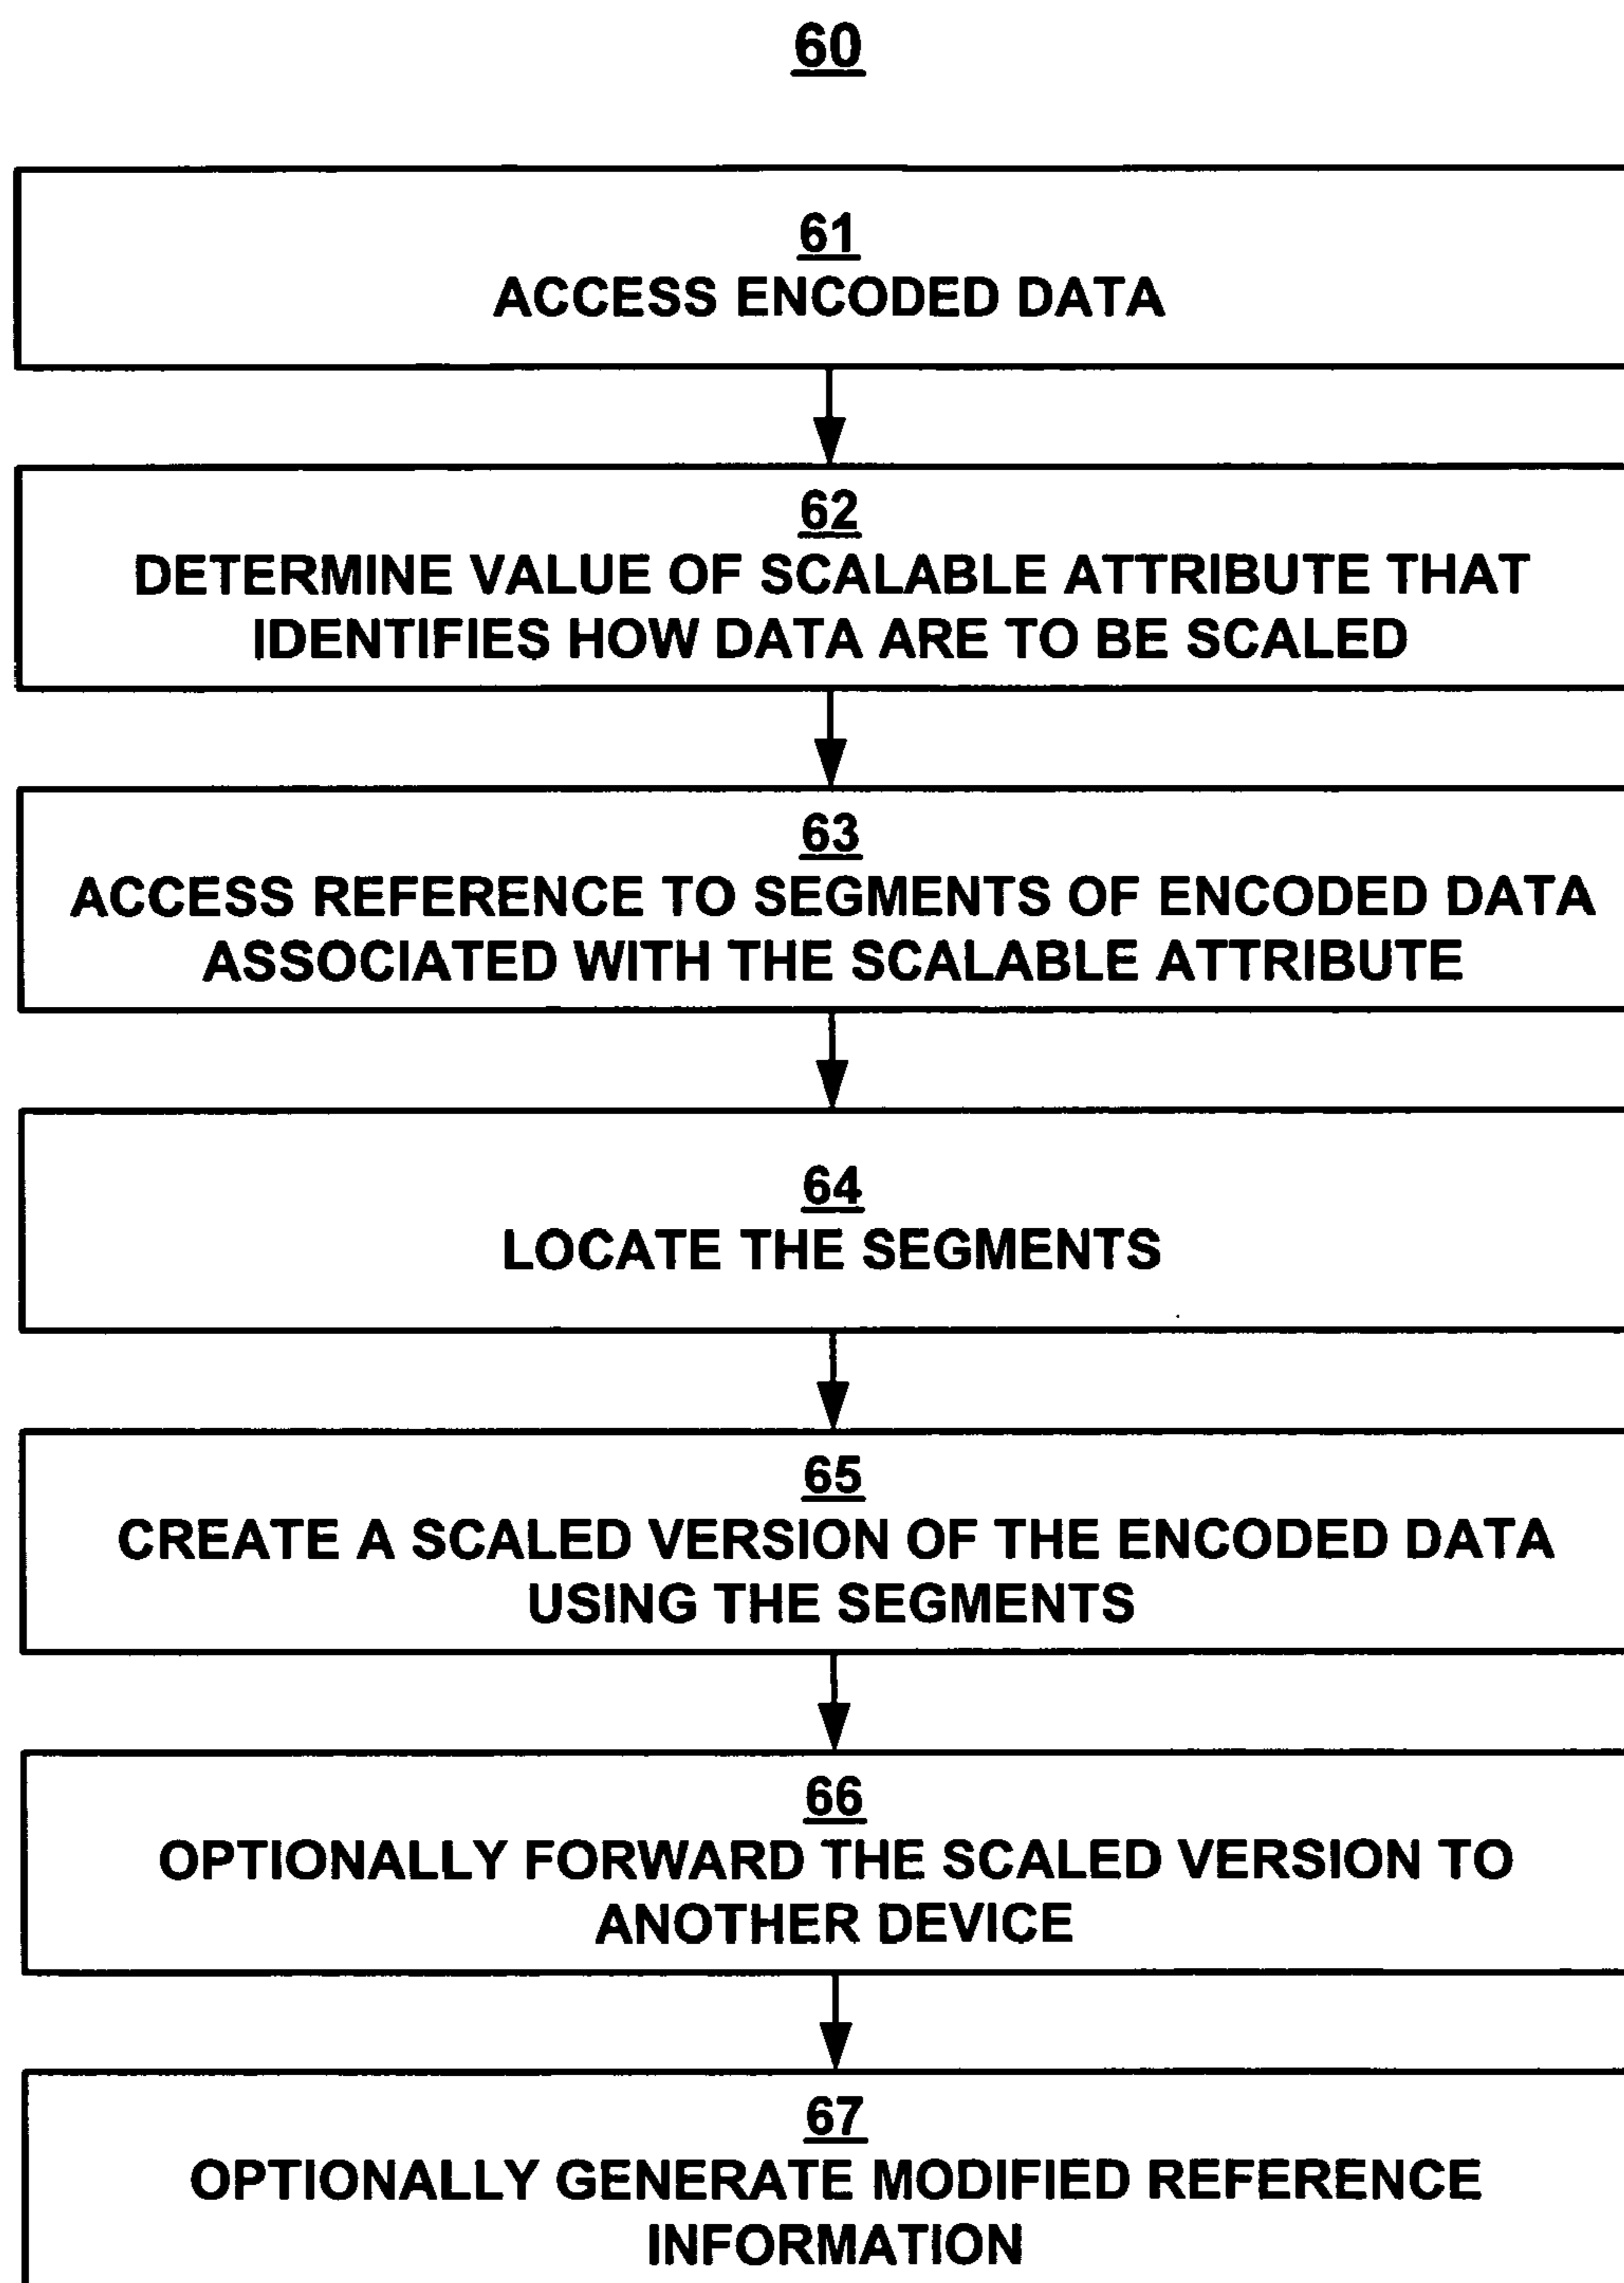 60
61
ACCESS ENCODED DATA
62
DETERMINE VALUE OF SCALABLE ATTRIBUTE THAT
IDENTIFIES HOW DATA ARE TO BE SCALED
63
ACCESS REFERENCE TO SEGMENTS OF ENCODED DATA
ASSOCIATED WITH THE SCALABLE ATTRIBUTE
64
LOCATE THE SEGMENTS
65
CREATE A SCALED VERSION OF THE ENCODED DATA
USING THE SEGMENTS
66
OPTIONALLY FORWARD THE SCALED VERSION TO
ANOTHER DEVICE
67
OPTIONALLY GENERATE MODIFIED REFERENCE
INFORMATION